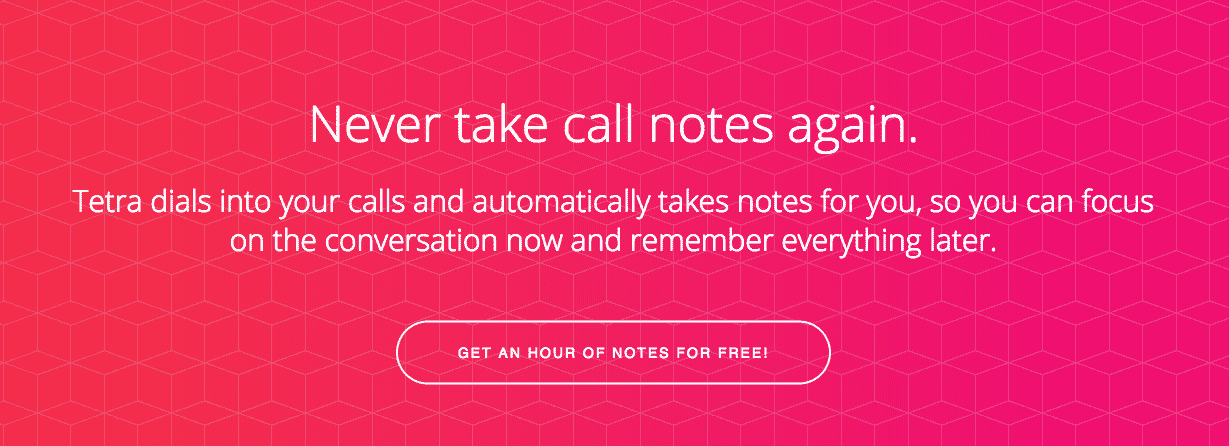 Never take call notes again.
Tetra dials into your calls and automatically takes notes for you, so you can focus
on the conversation now and remember everything later.
GET AN HOUR OF NOTES FOR FREE!